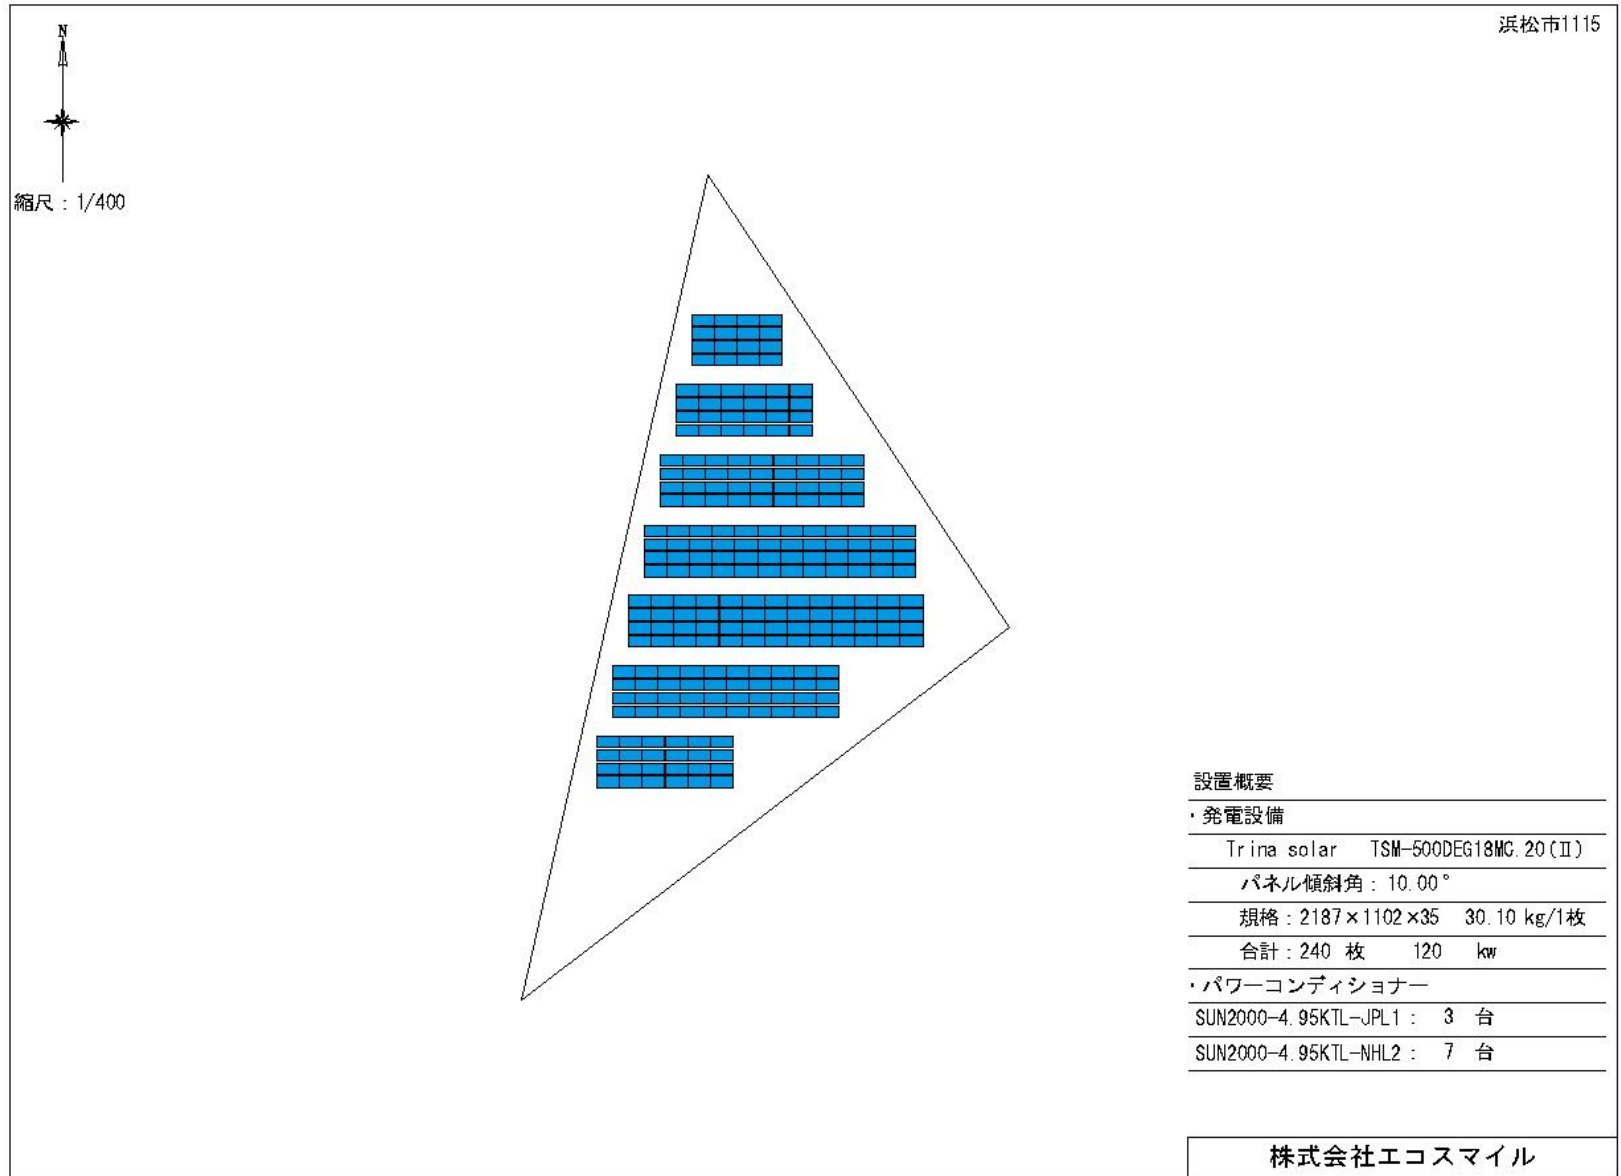 浜松市1115
N
縮尺：1/400
設置概要
・発電設備
Trina solar TSM-500DEG18MC.20(Ⅱ)
パネル傾斜角：10.00°
規格：2187×1102×35 30.10 kg/1枚
合計：240 枚 120 kw
・パワーコンディショナー
SUN2000-4.95KTL-JPL1： 3 台
SUN2000-4.95KTL-NHL2： 7 台
株式会社エコスマイル